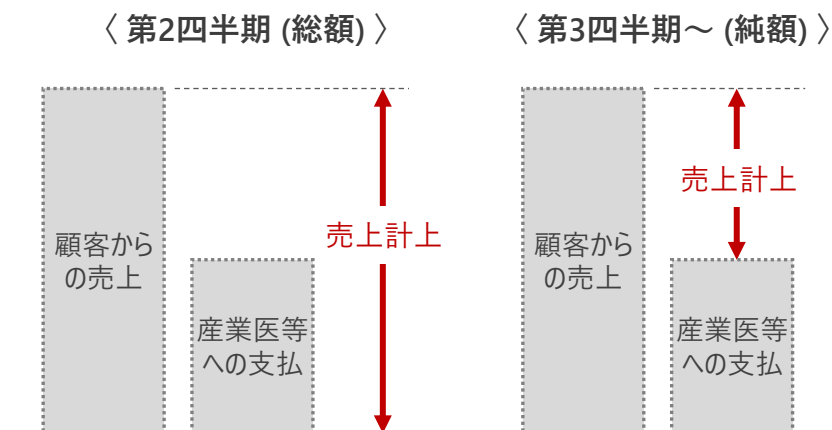 〈 第2四半期 (総額) 〉
〈 第3四半期～ (純額) 〉
顧客から
の売上
産業医等
への支払
売上計上
顧客から
の売上
売上計上
産業医等
への支払